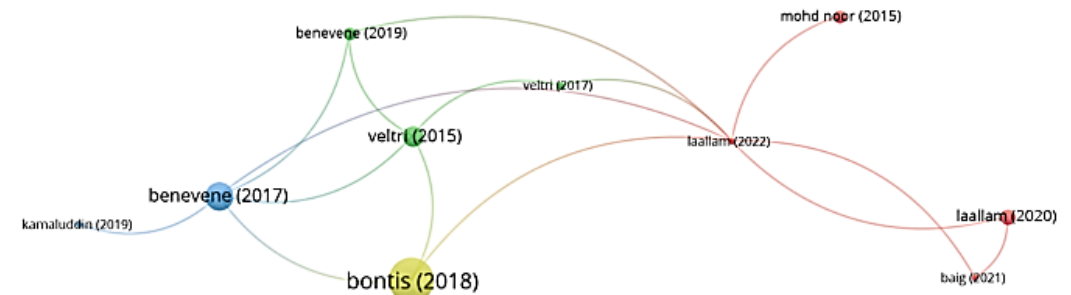 mohd noor (2015)
benevene (2019)
veltri (2017)
veltri (2015)
laallam (2022)
benevene (2017)
kamaluddin (2019)
laallam (2020)
bontis (2018)
baig (2021)